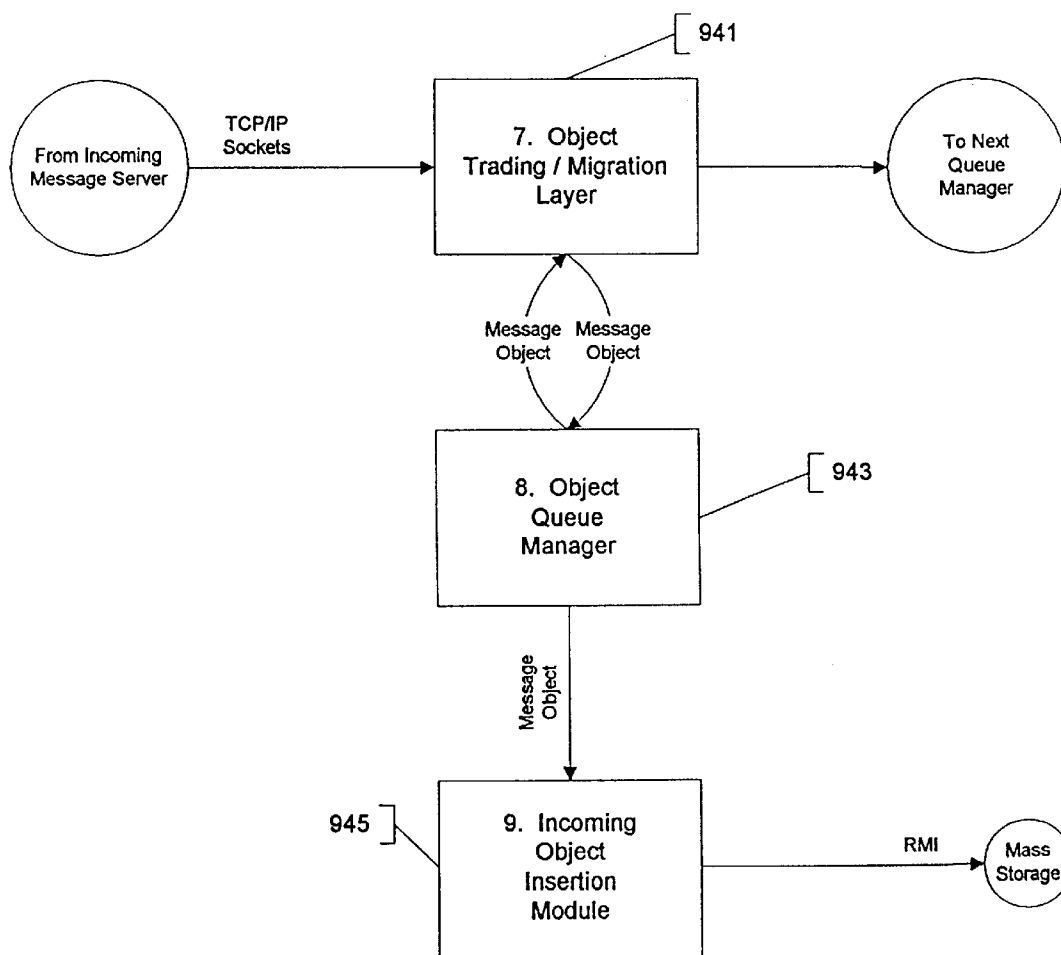 941
TCP/IP
Sockets
From Incoming
Message Server
7. Object
Trading / Migration
Layer
To Next
Queue
Manager
Message
Object
Message
Object
8. Object
Queue
Manager
943
Message
Object
945
9. Incoming
Object
Insertion
Module
RMI
Mass
Storage